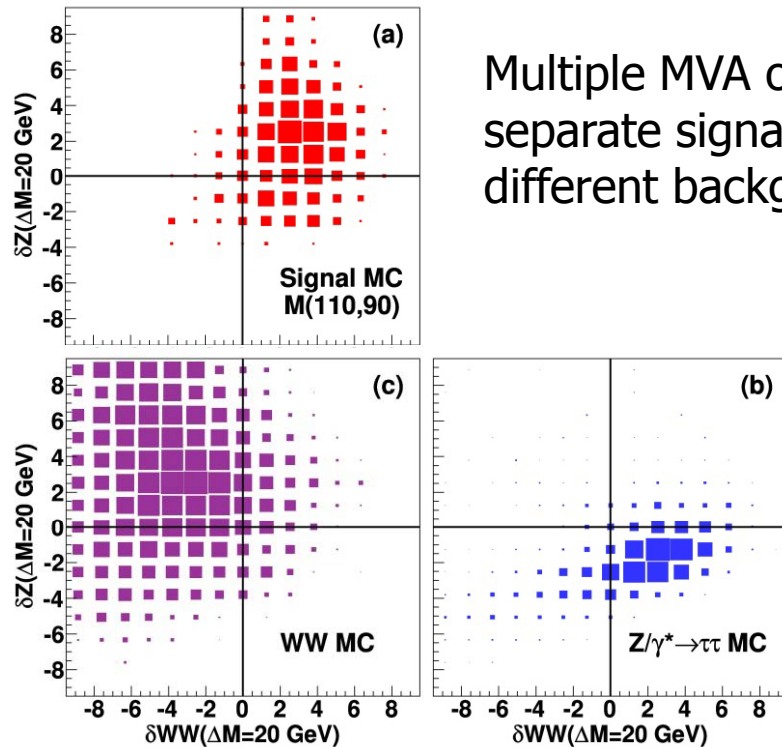 (a)
Multiple MVA
separate
different
8
6
4
2
0
-2
-4
-6
-8
δZ(ΔM=20 GeV)
Signal MC
M(110,90)
(c)
8
6
4
2
0
-2
-4
-6
-8
δZ(ΔM=20 GeV)
WW MC
-8 -6 -4 -2 0 2 4 6 8
δWW(ΔM=20 GeV)
(b)
Z/γ*→ττ MC
-8 -6 -4 -2 0 2 4 6 8
δWW(ΔM=20 GeV)